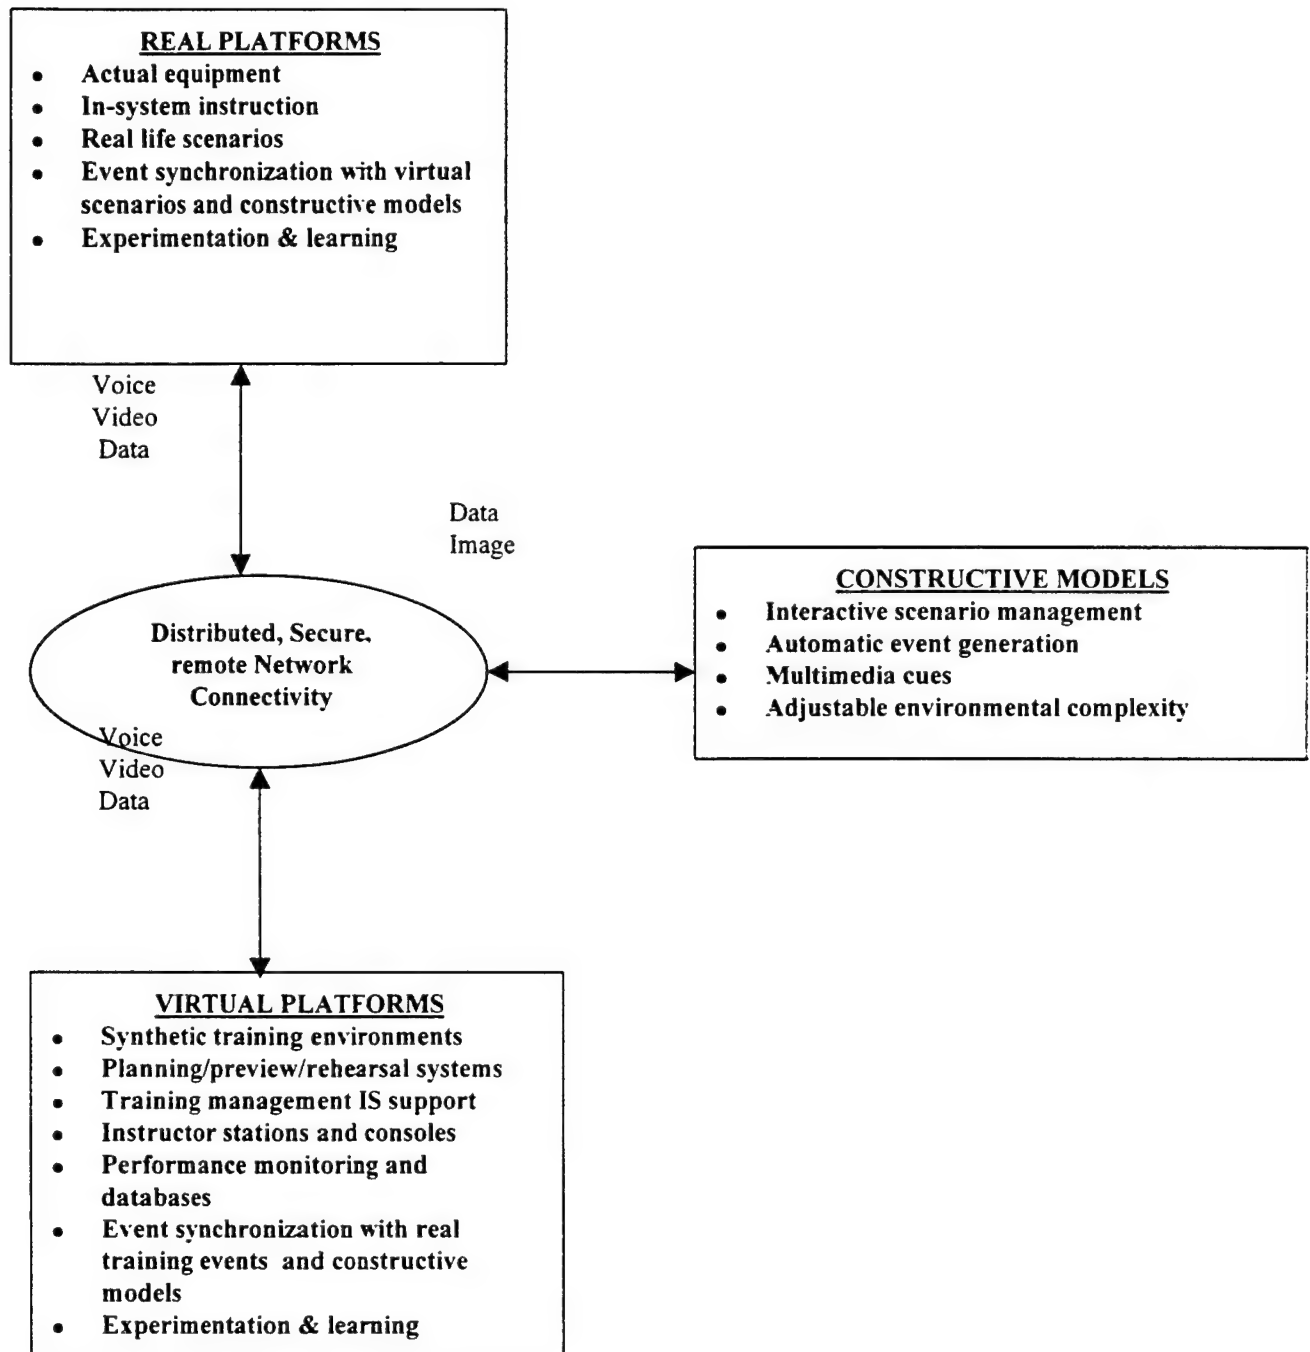 REAL PLATFORMS
• Actual equipment
• In-system instruction
• Real life scenarios
• Event synchronization with virtual
scenarios and constructive models
• Experimentation & learning
Voice
Video
Data
Data
Image
Distributed, Secure,
remote Network
Connectivity
CONSTRUCTIVE MODELS
• Interactive scenario management
• Automatic event generation
• Multimedia cues
• Adjustable environmental complexity
Voice
Video
Data
VIRTUAL PLATFORMS
• Synthetic training environments
• Planning/preview/rehearsal systems
• Training management IS support
• Instructor stations and consoles
• Performance monitoring and
databases
• Event synchronization with real
training events and constructive
models
• Experimentation & learning